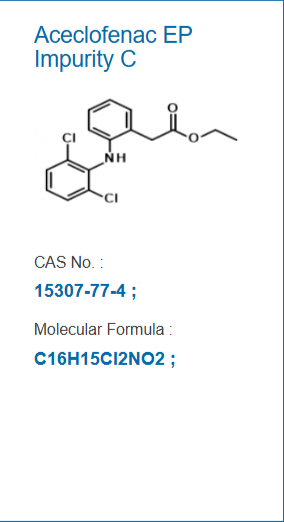 Aceclofenac EP
Impurity C
O
Cl
O
NH
Cl
CAS No. :
15307-77-4 ;
Molecular Formula :
C16H15Cl2NO2 ;